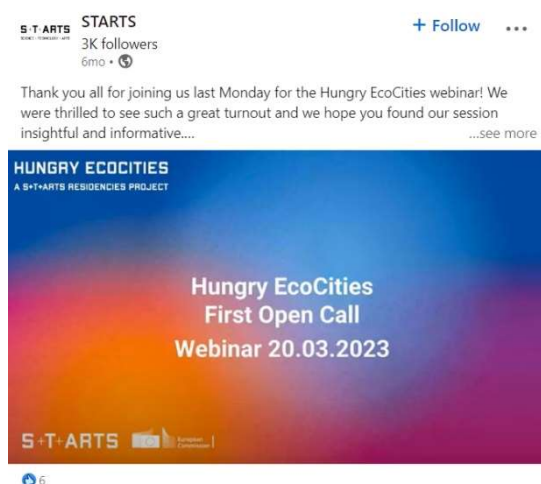 S+T+ARTS
STARTS
+ Follow
3K followers
6mo •
Thank you all for joining us last Monday for the Hungry EcoCities webinar! We
were thrilled to see such a great turnout and we hope you found our session
insightful and informative....
...see more
HUNGRY ECOCITIES
A S+T+ARTS RESIDENCIES PROJECT
Hungry EcoCities
First Open Call
Webinar 20.03.2023
S+T+ARTS
European
Commission
6